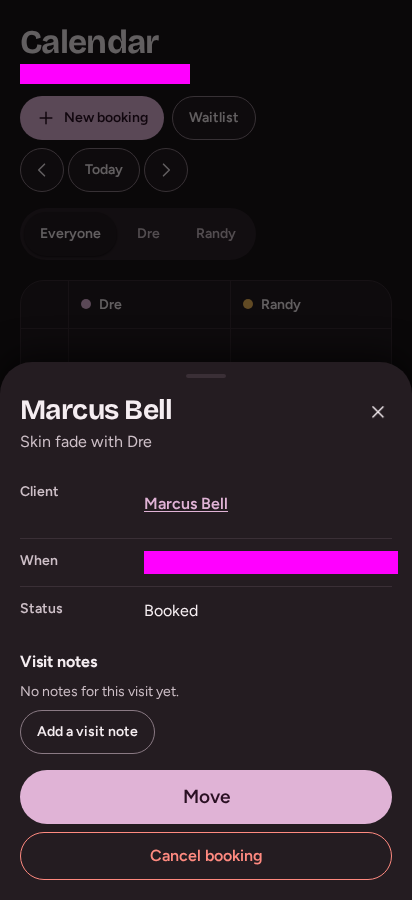 Calendar
New booking
Waitlist
Today
Everyone
Dre
Randy
Dre
Randy
Marcus Bell
Skin fade with Dre
Client
Marcus Bell
When
Status
Booked
Visit notes
No notes for this visit yet.
Add a visit note
Move
Cancel booking